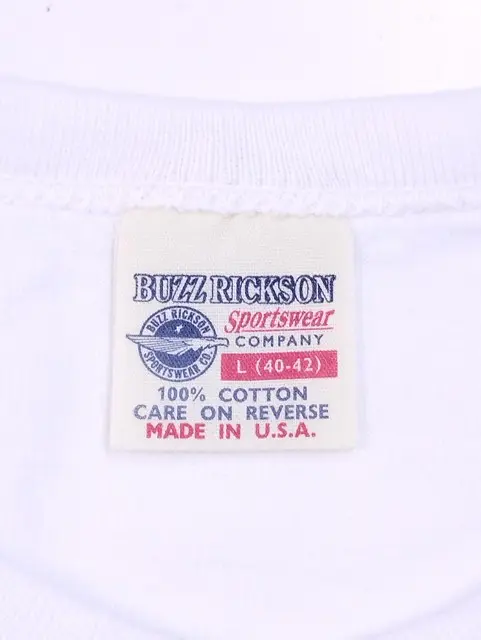 BUZZ RICKSON
Sportswear
COMPANY
BUZZ RICKSON
SPORTSWEAR CO.
L (40-42)
100% COTTON
CARE ON REVERSE
MADE IN U.S.A.